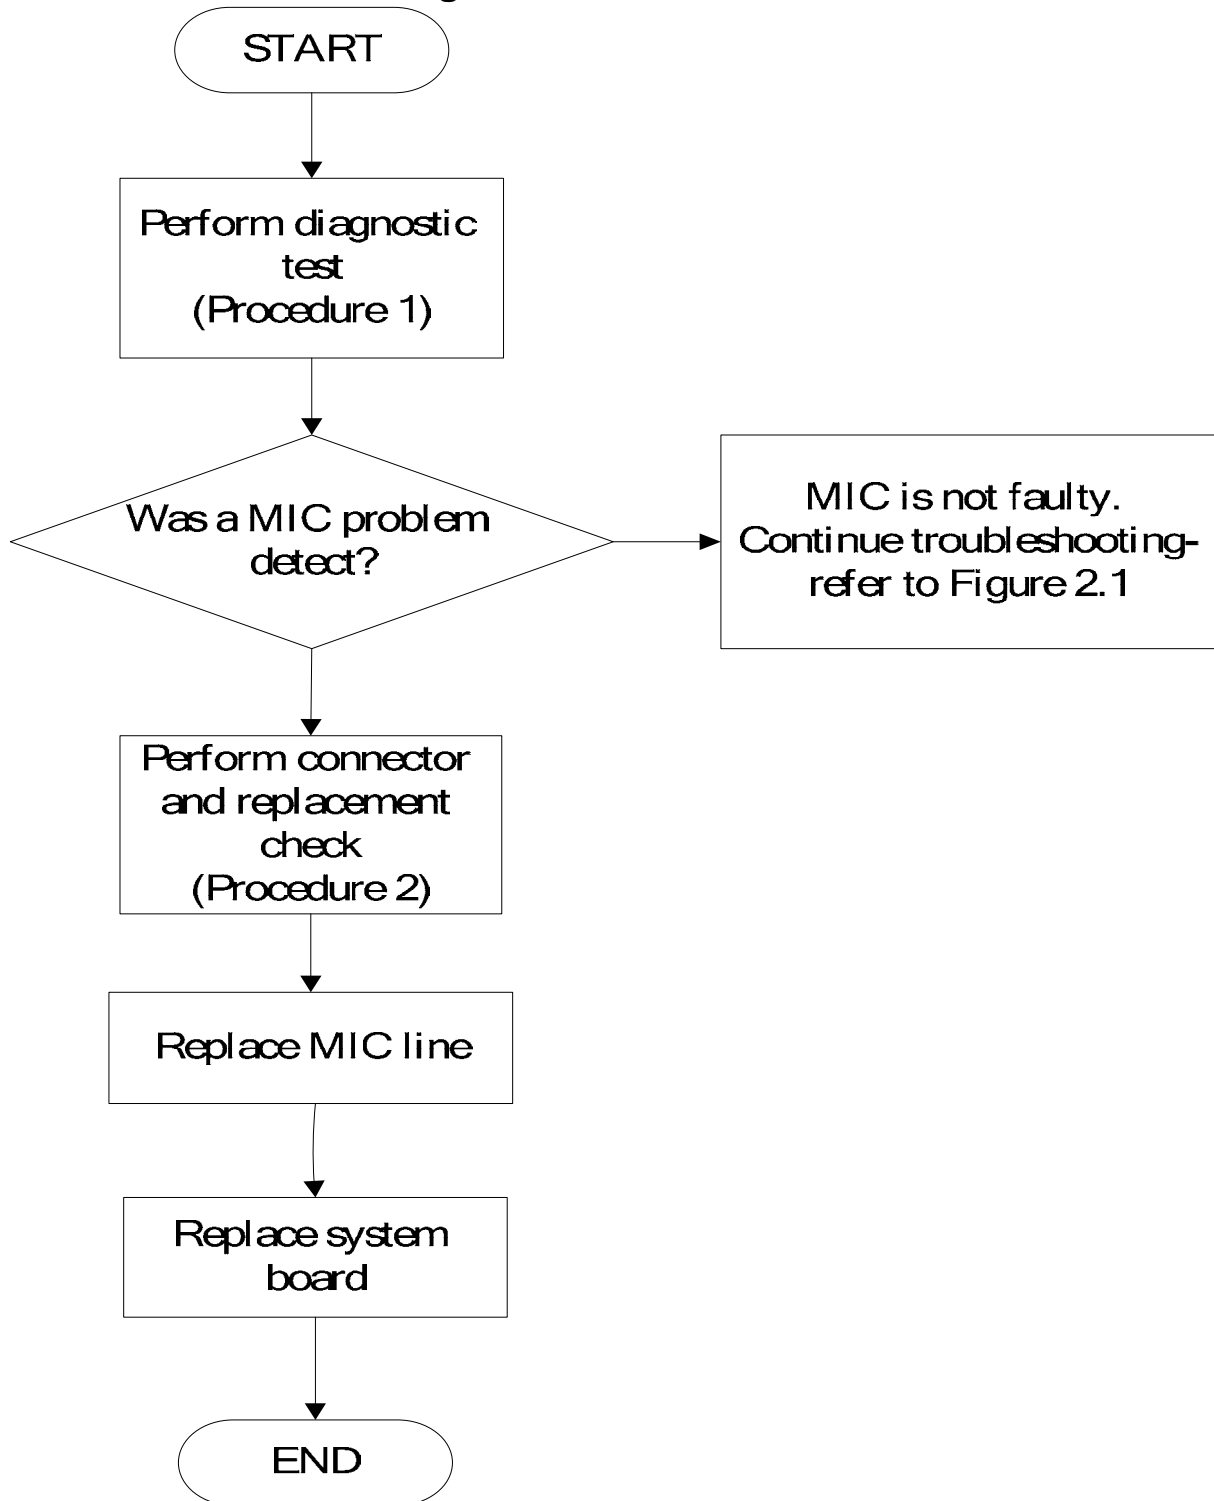 START
Perform diagnostic
test
(Procedure 1)
Was a MIC problem
detect?
MIC is not faulty.
Continue troubleshooting-
refer to Figure 2.1
Perform connector
and replacement
check
(Procedure 2)
Replace MIC line
Replace system
board
END